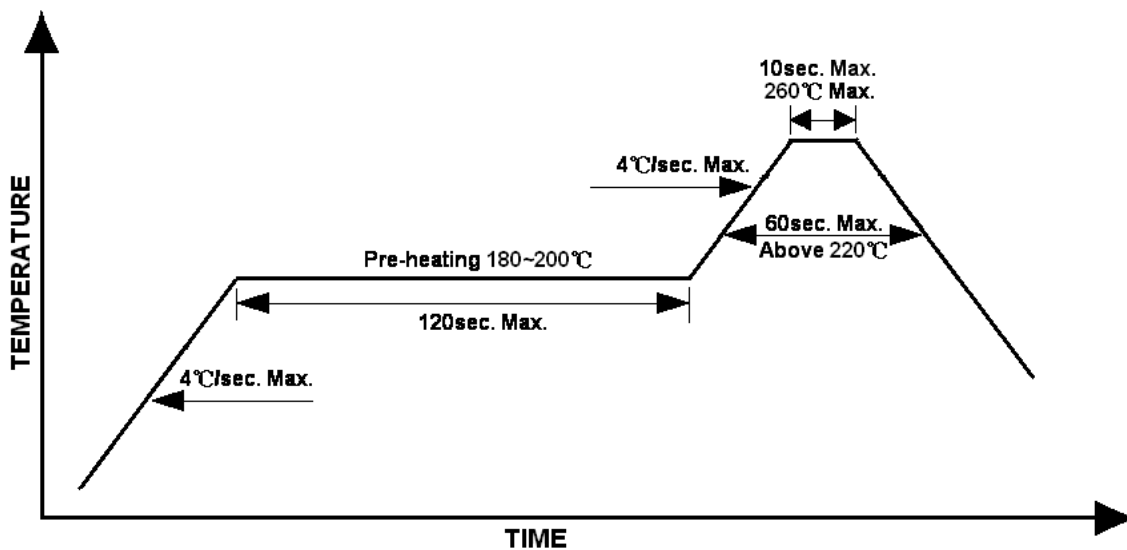 10sec. Max.
260℃ Max.
4℃/sec. Max.
60sec. Max.
Above 220℃
Pre-heating 180~200℃
120sec. Max.
4℃/sec. Max.
TEMPERATURE
TIME